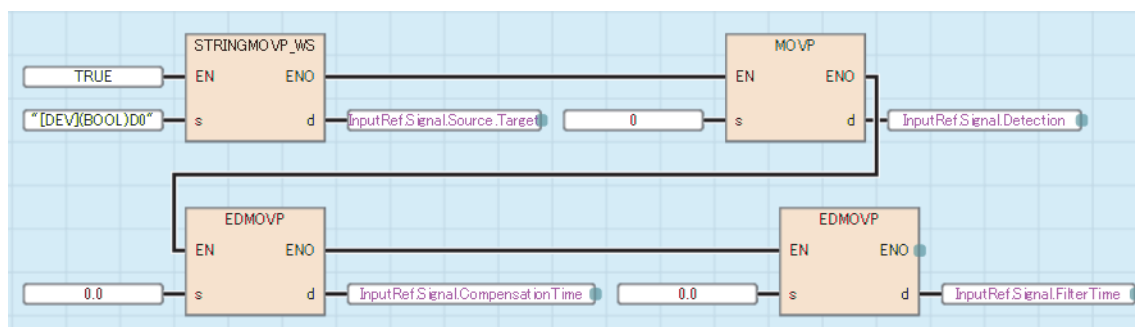 STRINGMOVP_WS MOVP
TRUE EN ENO EN ENO
"[DEV](BOOL)D0" s d InputRef.Signal.Source.Target 0 s d InputRef.Signal.Detection
EDMOVP EDMOVP
EN ENO EN ENO
0.0 s d InputRef.Signal.CompensationTime 0.0 s d InputRef.Signal.FilterTime